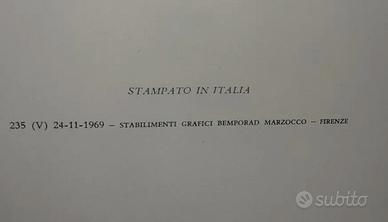 STAMPATO IN ITALIA
235 (V) 24-11-1969 – STABILIMENTI GRAFICI BEMPORAD MARZOCCO – FIRENZE
subito